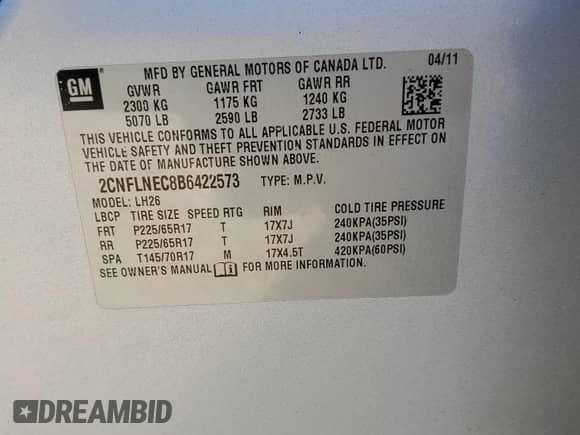 GM
®
MFD BY GENERAL MOTORS OF CANADA LTD.
04/11
GVWR GAWR FRT GAWR RR
2300 KG 1175 KG 1240 KG
5070 LB 2590 LB 2733 LB
THIS VEHICLE CONFORMS TO ALL APPLICABLE U.S. FEDERAL MOTOR
VEHICLE SAFETY AND THEFT PREVENTION STANDARDS IN EFFECT ON
THE DATE OF MANUFACTURE SHOWN ABOVE.
2CNFLNEC8B6422573 TYPE: M.P.V.
MODEL: LH26
LBCP TIRE SIZE SPEED RTG RIM COLD TIRE PRESSURE
FRT P225/65R17 T 17X7J 240KPA(35PSI)
RR P225/65R17 T 17X7J 240KPA(35PSI)
SPA T145/70R17 M 17X4.5T 420KPA(60PSI)
SEE OWNER'S MANUAL FOR MORE INFORMATION.
DREAMBID